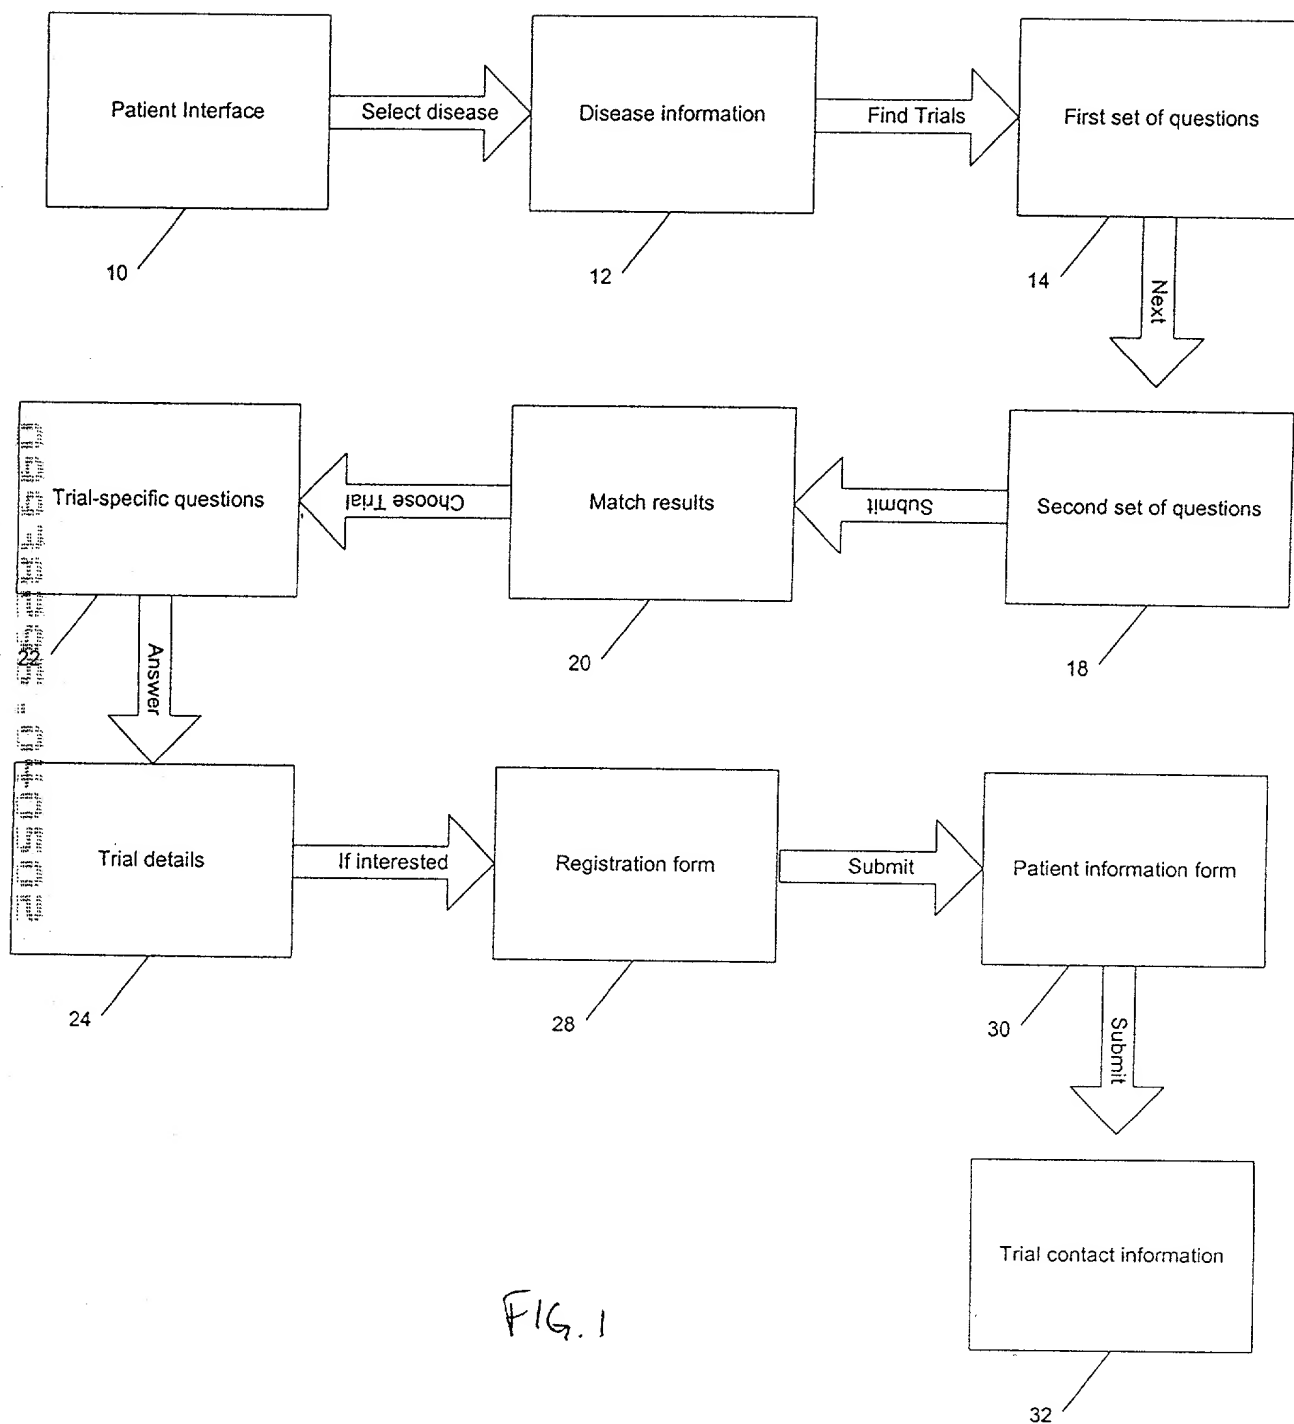 Patient Interface
Select disease
Disease information
Find Trials
First set of questions
10
12
14
Next
Second set of questions
Submit
Match results
Choose Trial
Trial-specific questions
18
20
22
Answer
Trial details
If interested
Registration form
Submit
Patient information form
24
28
30
Submit
Trial contact information
32
FIG. 1